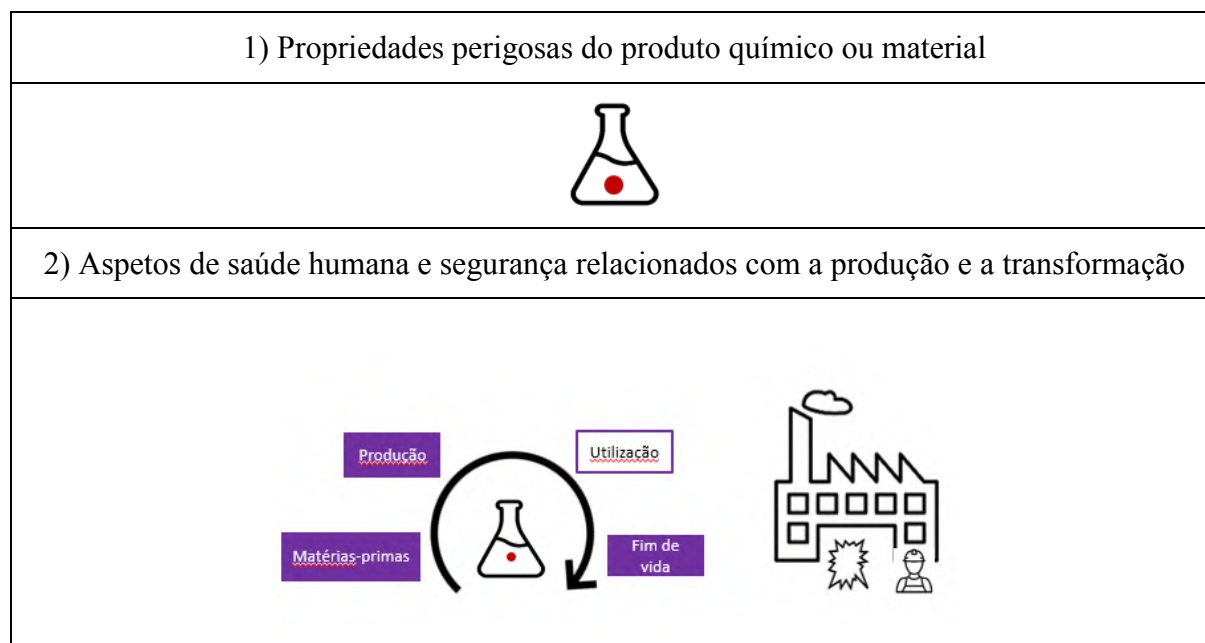 1) Propriedades perigosas do produto químico ou material
2) Aspetos de saúde humana e segurança relacionados com a produção e a transformação
Produção
Utilização
Matérias-primas
Fim de
vida